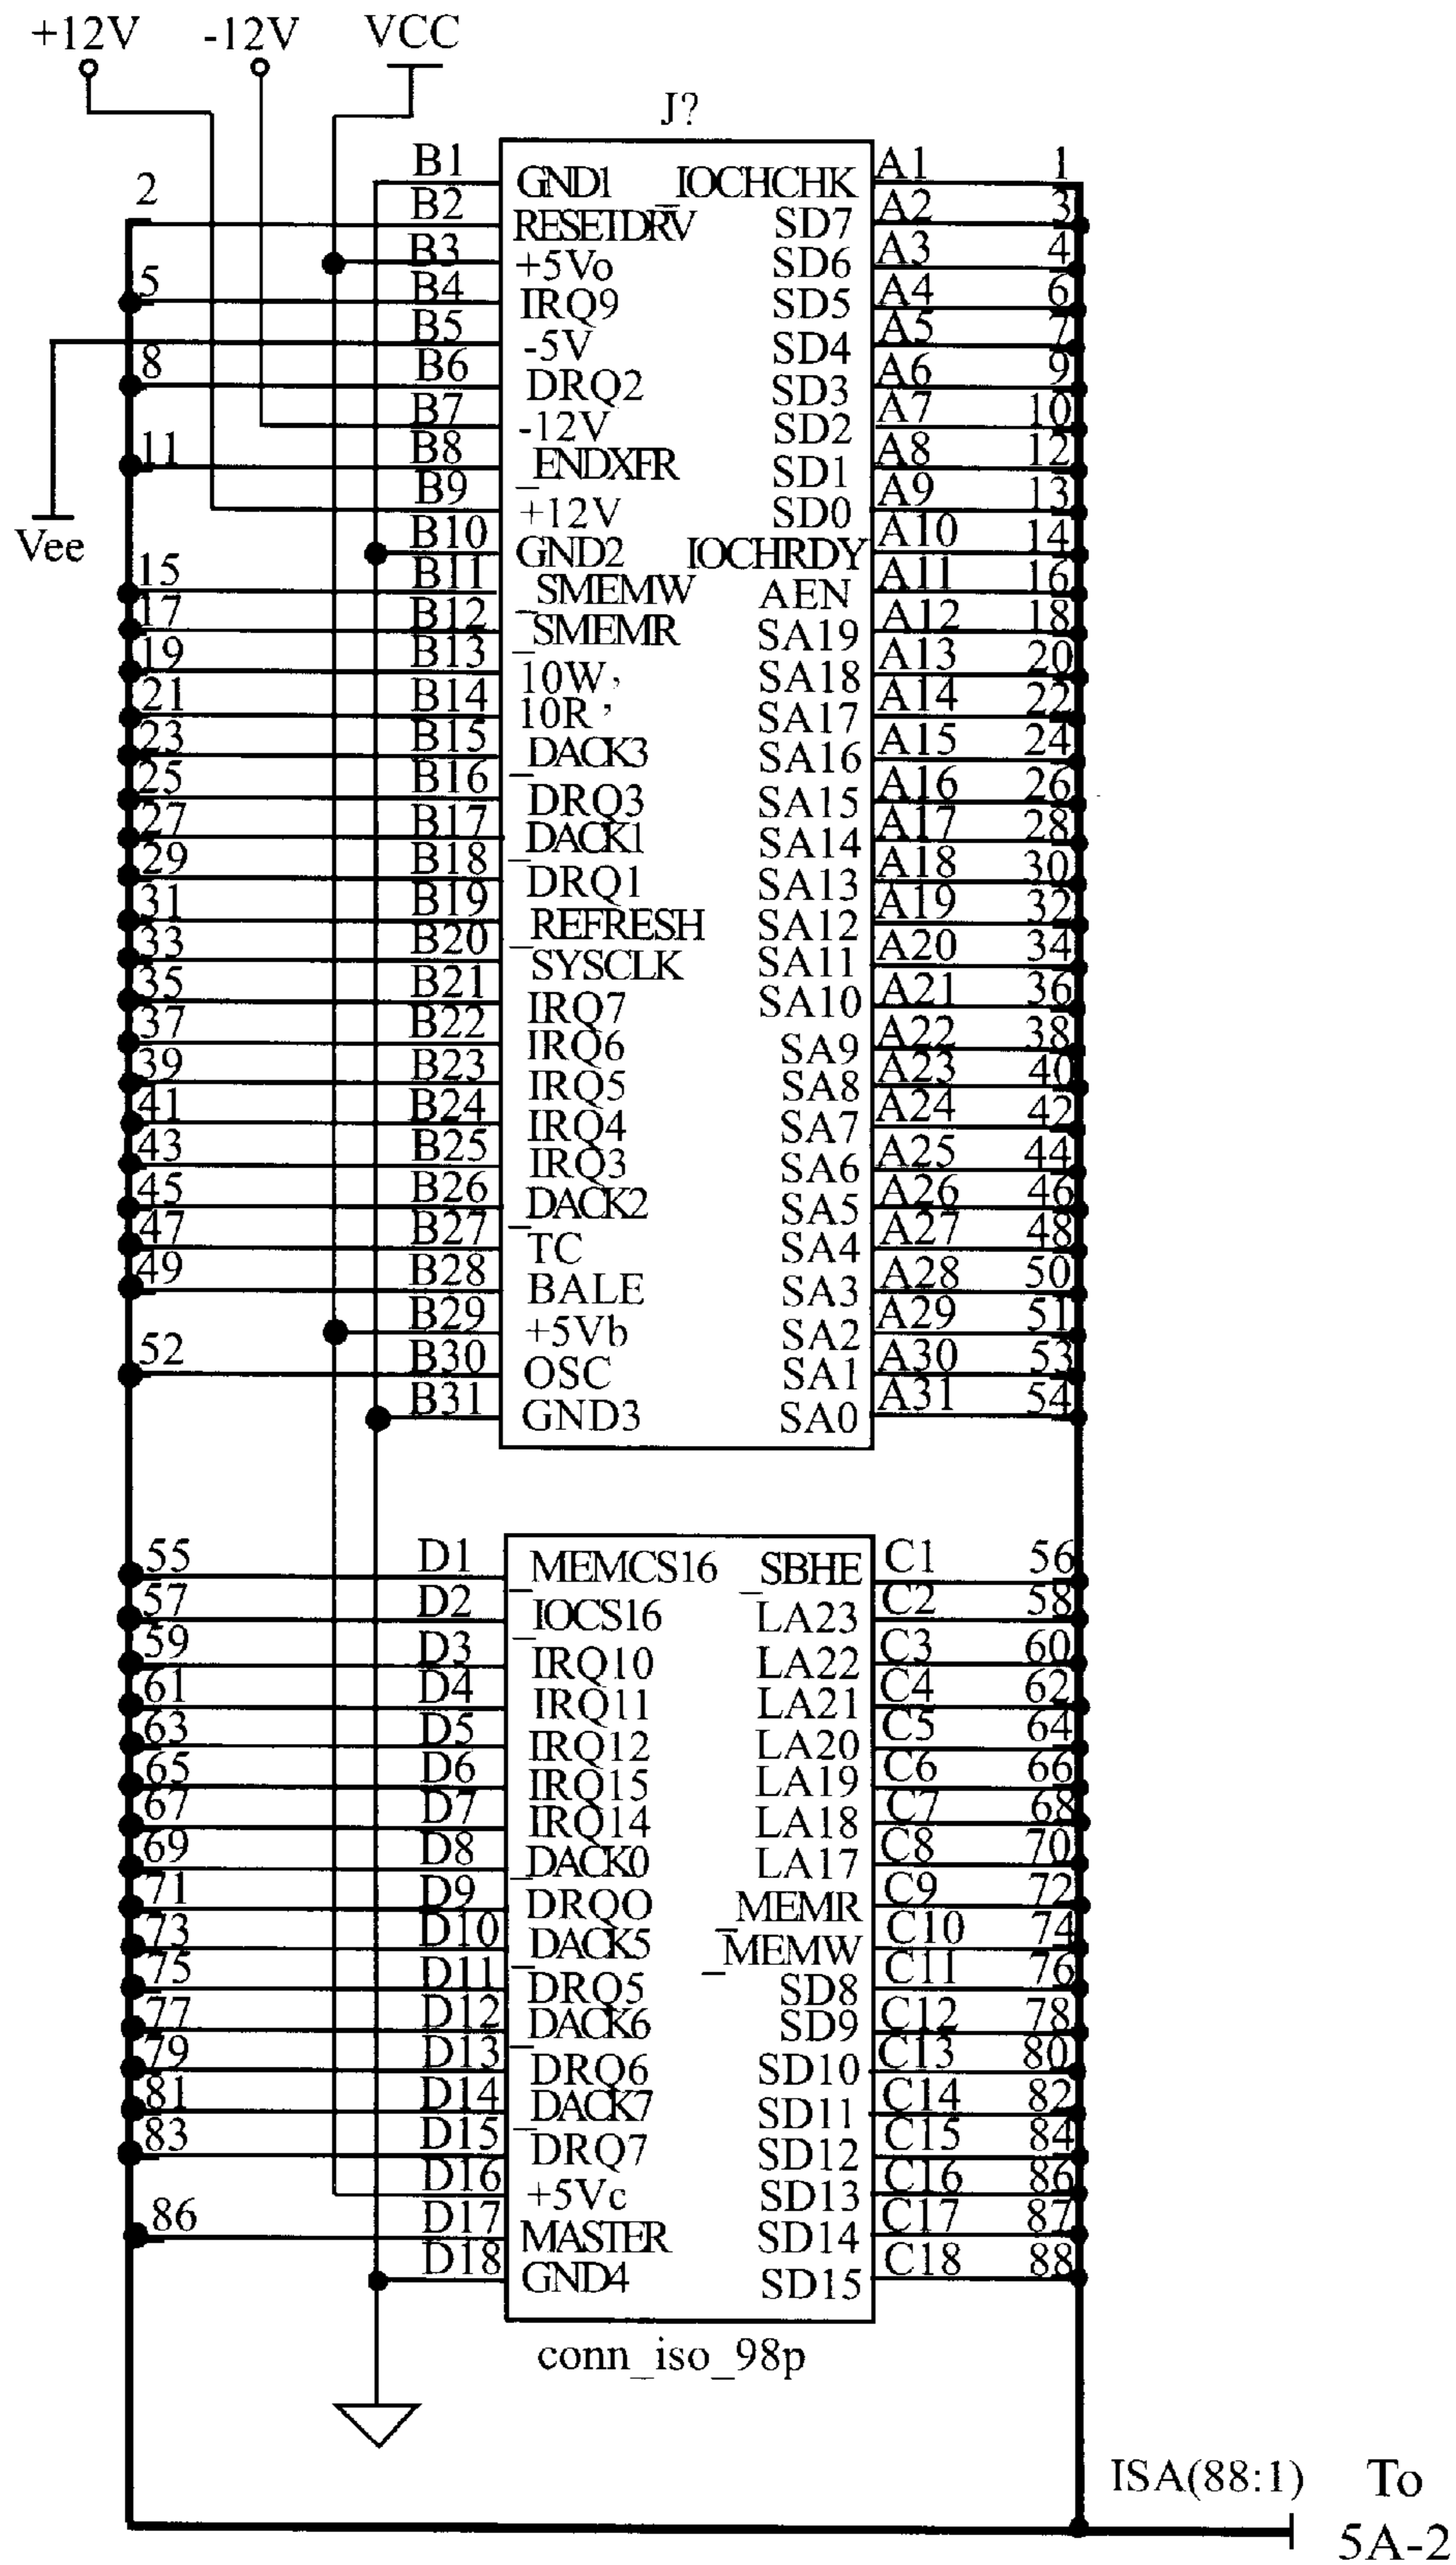 +12V -12V VCC
J?
B1 GND1 _IOCHCHK A1 1
2 B2 RESETDRV SD7 A2 3
B3 +5Vo SD6 A3 4
5 B4 IRQ9 SD5 A4 6
B5 -5V SD4 A5 7
8 B6 DRQ2 SD3 A6 9
B7 -12V SD2 A7 10
11 B8 _ENDXFR SD1 A8 12
B9 +12V SD0 A9 13
Vee B10 GND2 IOCHRDY A10 14
15 B11 _SMEMW AEN A11 16
17 B12 _SMEMR SA19 A12 18
19 B13 10W, SA18 A13 20
21 B14 10R ' SA17 A14 22
23 B15 _DACK3 SA16 A15 24
25 B16 DRQ3 SA15 A16 26
27 B17 _DACK1 SA14 A17 28
29 B18 DRQ1 SA13 A18 30
31 B19 _REFRESH SA12 A19 32
33 B20 SYSCLK SA11 A20 34
35 B21 IRQ7 SA10 A21 36
37 B22 IRQ6 SA9 A22 38
39 B23 IRQ5 SA8 A23 40
41 B24 IRQ4 SA7 A24 42
43 B25 IRQ3 SA6 A25 44
45 B26 _DACK2 SA5 A26 46
47 B27 TC SA4 A27 48
49 B28 BALE SA3 A28 50
B29 +5Vb SA2 A29 51
52 B30 OSC SA1 A30 53
B31 GND3 SA0 A31 54
55 D1 _MEMCS16 _SBHE C1 56
57 D2 _IOCS16 LA23 C2 58
59 D3 IRQ10 LA22 C3 60
61 D4 IRQ11 LA21 C4 62
63 D5 IRQ12 LA20 C5 64
65 D6 IRQ15 LA19 C6 66
67 D7 IRQ14 LA18 C7 68
69 D8 _DACK0 LA17 C8 70
71 D9 DRQO _MEMR C9 72
73 D10 _DACK5 _MEMW C10 74
75 D11 DRQ5 SD8 C11 76
77 D12 _DACK6 SD9 C12 78
79 D13 DRQ6 SD10 C13 80
81 D14 _DACK7 SD11 C14 82
83 D15 DRQ7 SD12 C15 84
D16 +5Vc SD13 C16 86
86 D17 MASTER SD14 C17 87
D18 GND4 SD15 C18 88
conn_iso_98p
ISA(88:1) To
5A-2